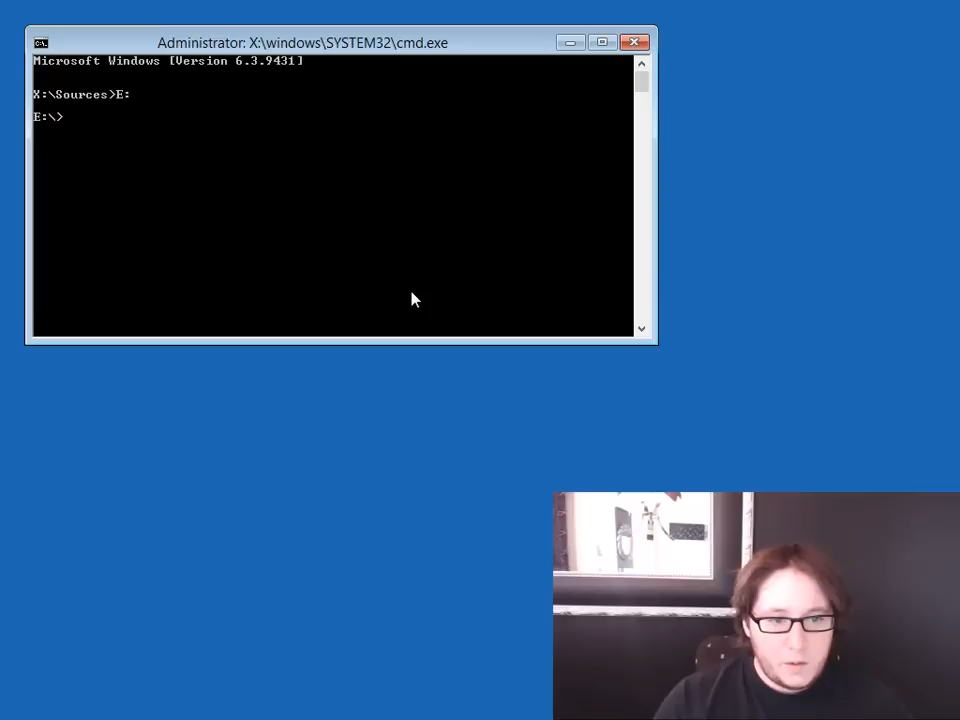 Administrator: X:\windows\SYSTEM32\cmd.exe
Microsoft Windows [Version 6.3.9431]
X:\Sources>E:
E:\>